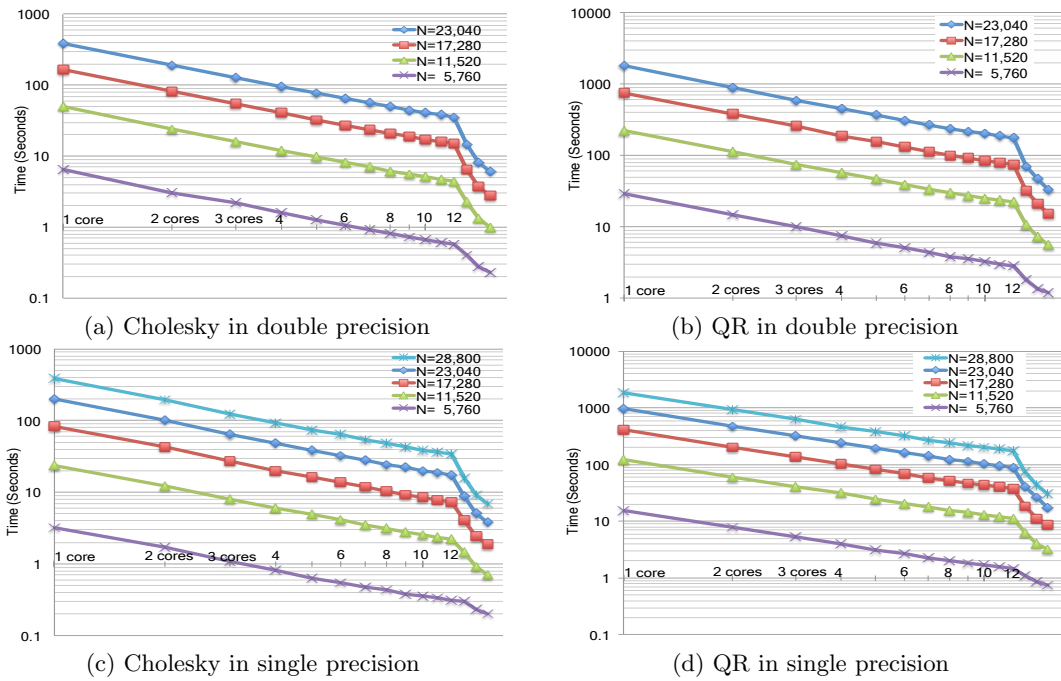 1000
100
10
1
0.1
Time (Seconds)
N=23,040
N=17,280
N=11,520
N= 5,760
1 core
2 cores
3 cores
4
6
8
10
12
(a) Cholesky in double precision
10000
1000
100
10
1
Time (Seconds)
N=23,040
N=17,280
N=11,520
N= 5,760
1 core
2 cores
3 cores
4
6
8
10
12
(b) QR in double precision
1000
100
10
1
0.1
Time (Seconds)
N=28,800
N=23,040
N=17,280
N=11,520
N= 5,760
1 core
2 cores
3 cores
4
6
8
10
12
(c) Cholesky in single precision
10000
1000
100
10
1
0.1
Time (Seconds)
N=28,800
N=23,040
N=17,280
N=11,520
N= 5,760
1 core
2 cores
3 cores
4
6
8
10
12
(d) QR in single precision